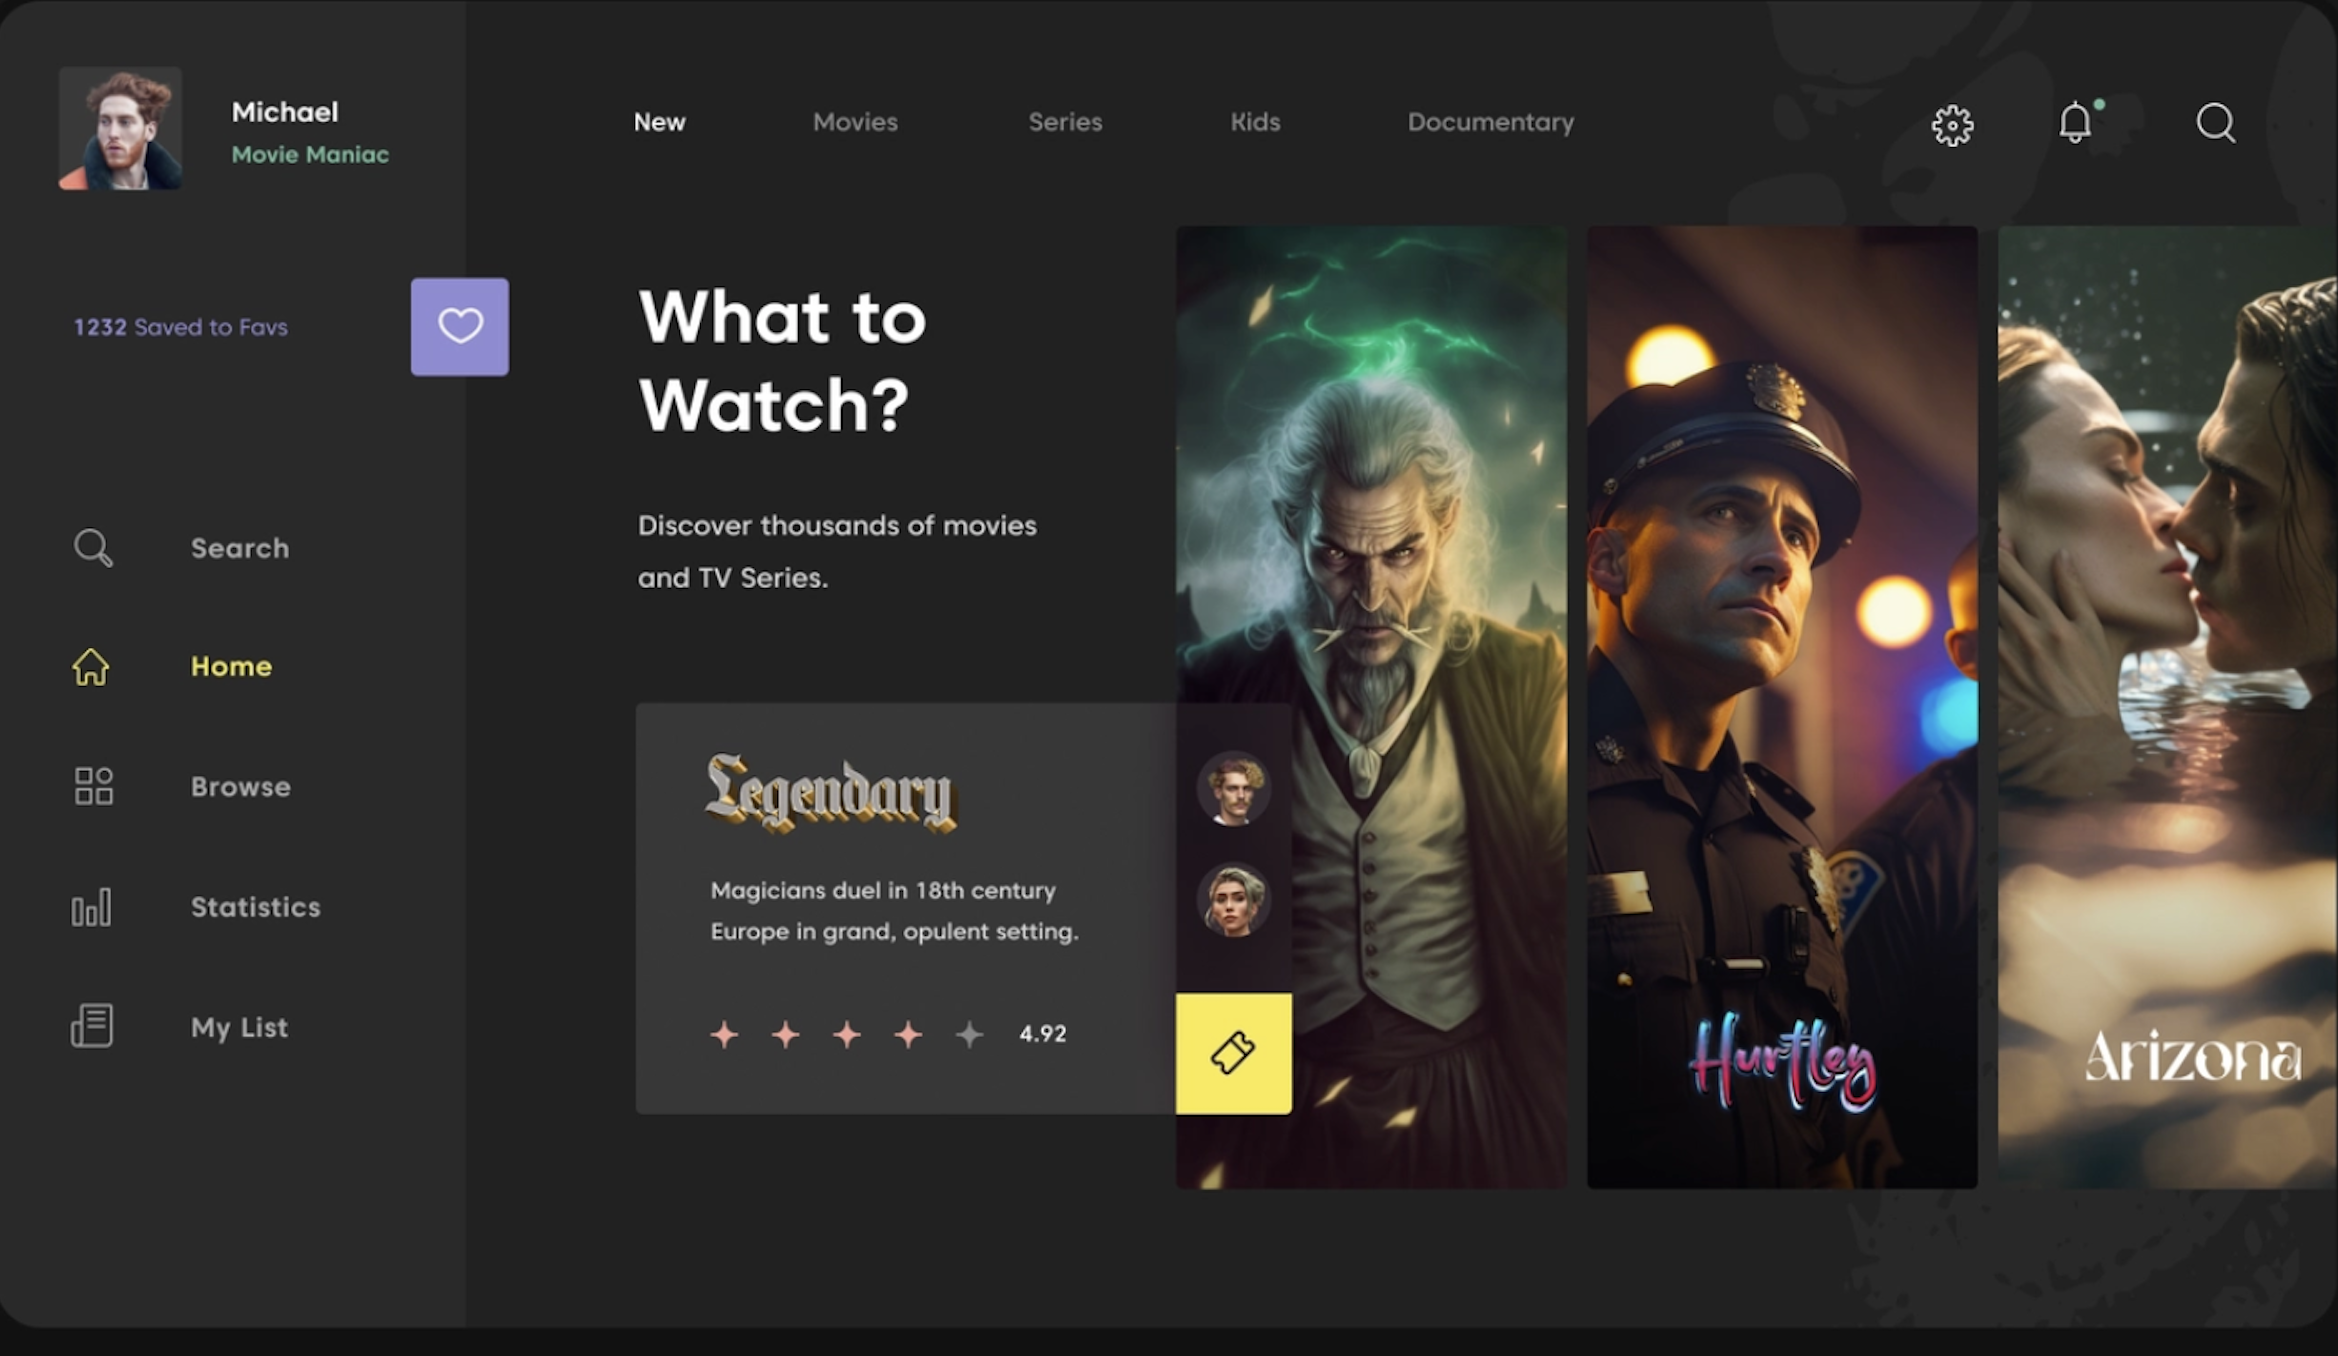 Michael
Movie Maniac
1232 Saved to Favs
Search
Home
Browse
Statistics
My List
New
Movies
Series
Kids
Documentary
What to
Watch?
Discover thousands of movies
and TV Series.
Legendary
Magicians duel in 18th century
Europe in grand, opulent setting.
4.92
Hurtley
Arizona